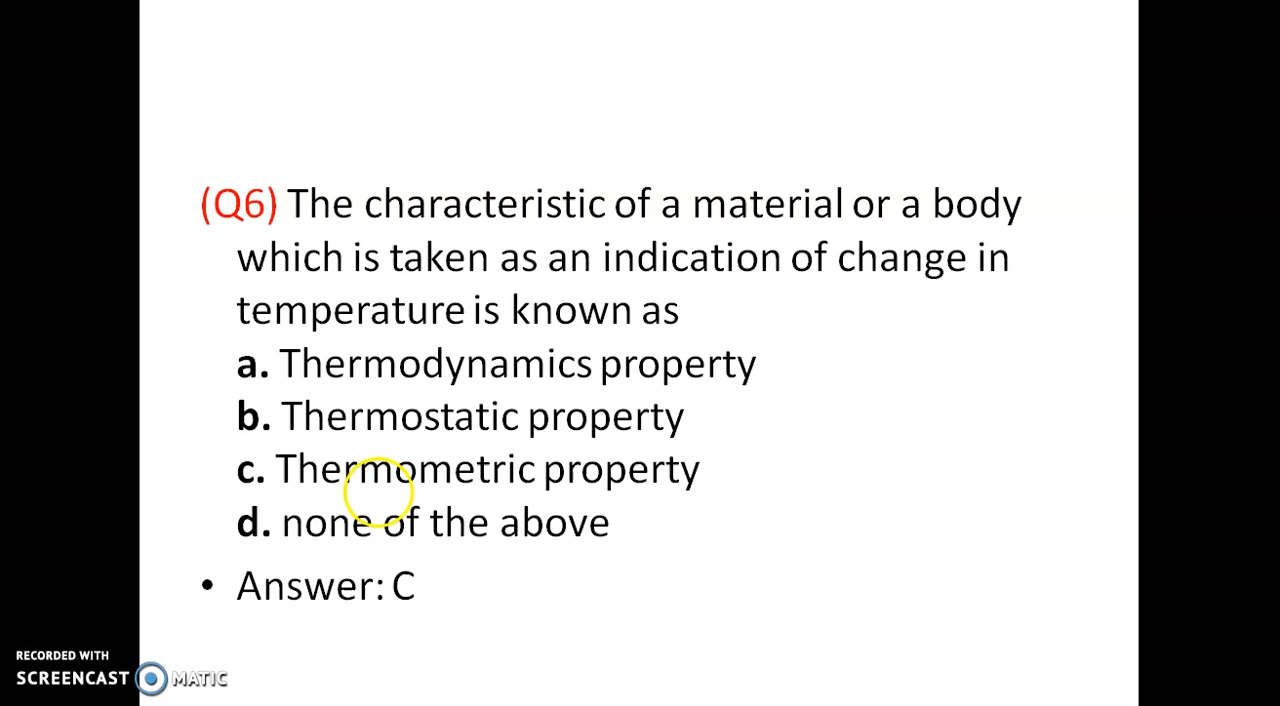 (Q6) The characteristic of a material or a body
which is taken as an indication of change in
temperature is known as
a. Thermodynamics property
b. Thermostatic property
c. Thermometric property
d. none of the above
• Answer: C
RECORDED WITH
SCREENCAST MATIC